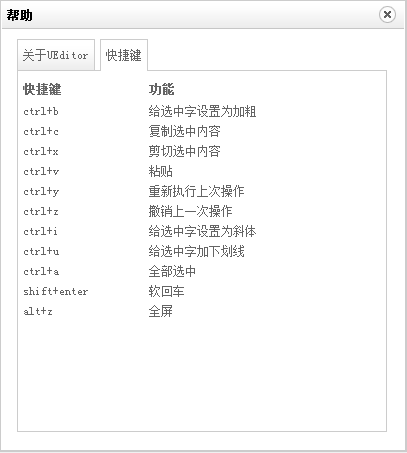 帮助
关于UEditor 快捷键
快捷键 功能
ctrl+b 给选中字设置为加粗
ctrl+c 复制选中内容
ctrl+x 剪切选中内容
ctrl+v 粘贴
ctrl+y 重新执行上次操作
ctrl+z 撤销上一次操作
ctrl+i 给选中字设置为斜体
ctrl+u 给选中字加下划线
ctrl+a 全部选中
shift+enter 软回车
alt+z 全屏